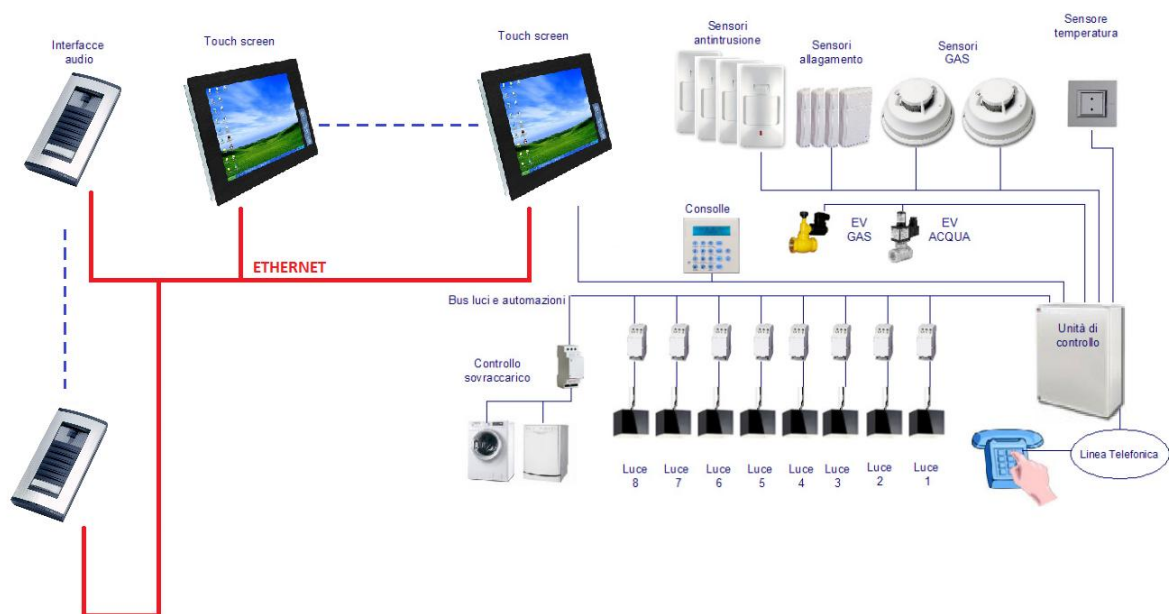 Interfacce
audio
Touch screen
Touch screen
Sensori
antintrusione
Sensori
allagamento
Sensori
GAS
Sensore
temperatura
Consolle
EV
GAS
EV
ACQUA
ETHERNET
Bus luci e automazioni
Unità di
controllo
Controllo
sovraccarico
Linea Telefonica
Luce
8
Luce
7
Luce
6
Luce
5
Luce
4
Luce
3
Luce
2
Luce
1